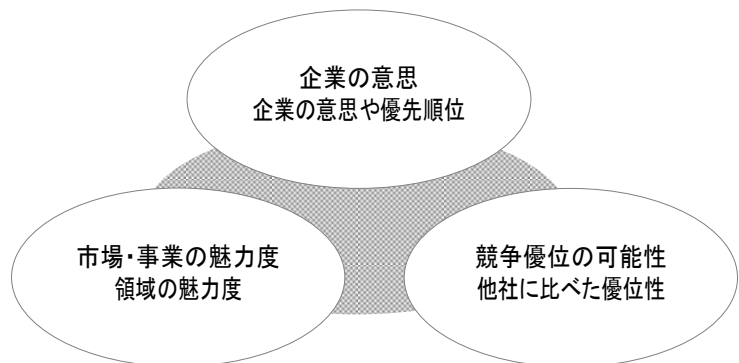 企業の意思
企業の意思や優先順位
市場・事業の魅力度
領域の魅力度
競争優位の可能性
他社に比べた優位性